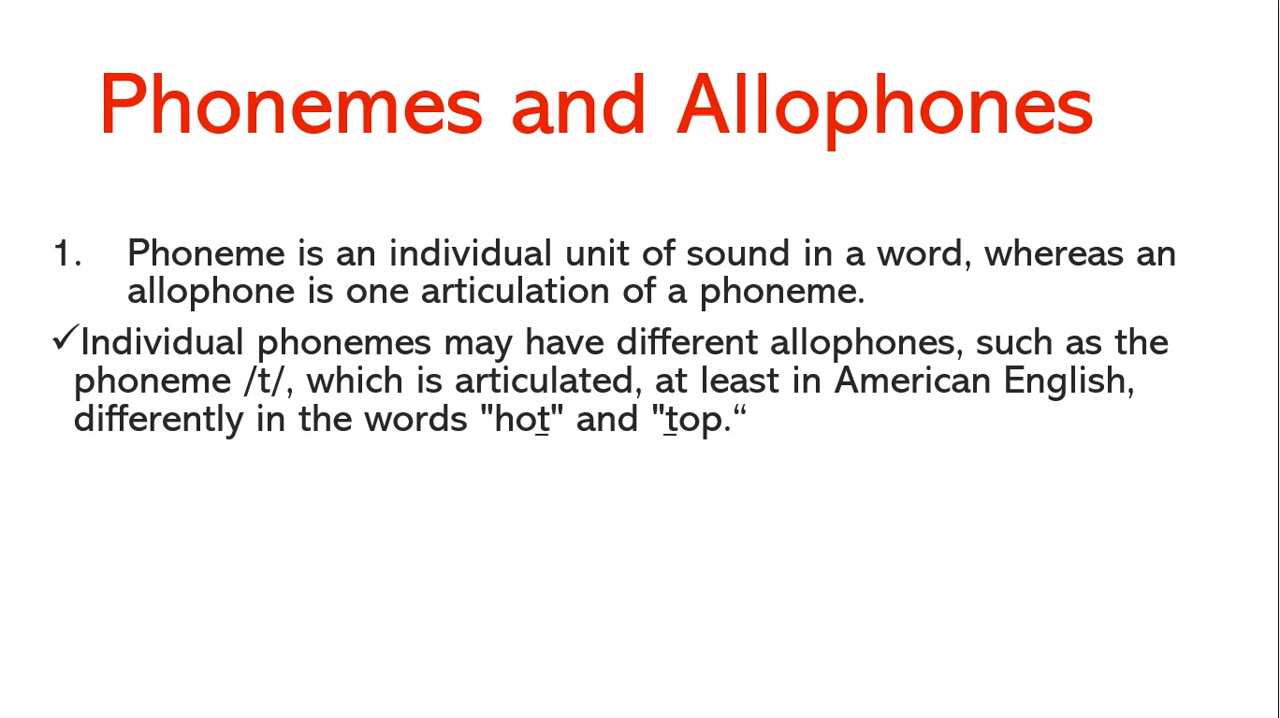 Phonemes and Allophones
1. Phoneme is an individual unit of sound in a word, whereas an
allophone is one articulation of a phoneme.
✓Individual phonemes may have different allophones, such as the
phoneme /t/, which is articulated, at least in American English,
differently in the words "hot" and "top.“